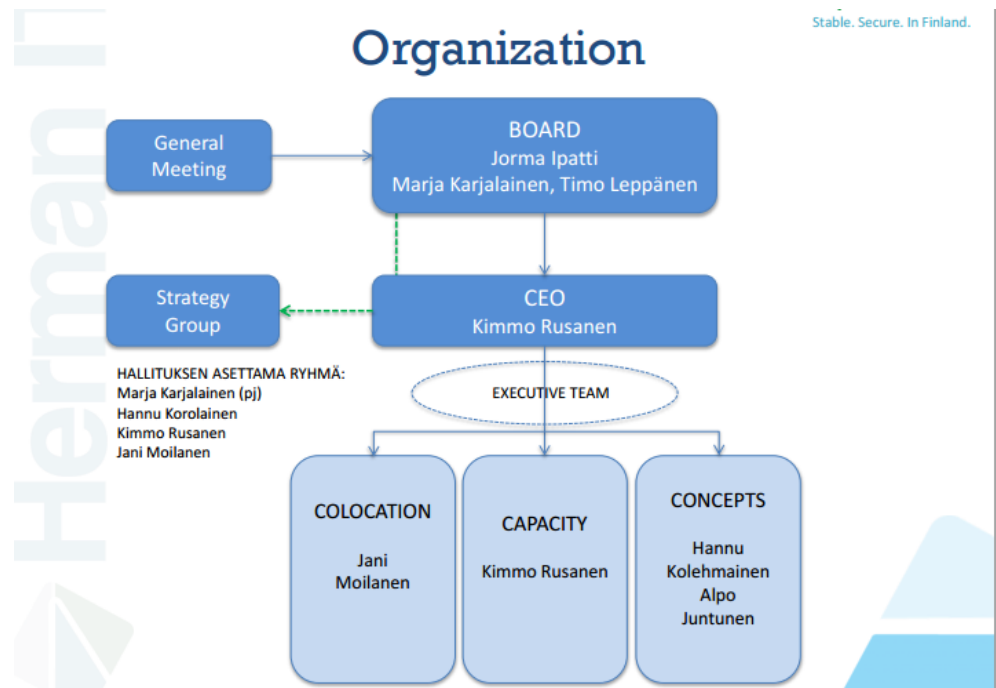 Stable. Secure. In Finland.
Organization
General
Meeting
BOARD
Jorma Ipatti
Marja Karjalainen, Timo Leppänen
Strategy
Group
CEO
Kimmo Rusanen
HALLITUKSEN ASETTAMA RYHMÄ:
Marja Karjalainen (pj)
Hannu Korolainen
Kimmo Rusanen
Jani Moilanen
EXECUTIVE TEAM
COLOCATION
Jani
Moilanen
CAPACITY
Kimmo Rusanen
CONCEPTS
Hannu
Kolehmainen
Alpo
Juntunen
Herman